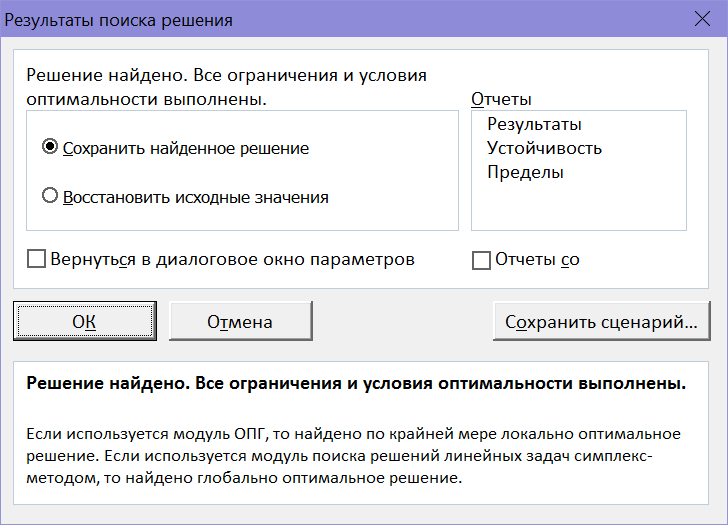 Результаты поиска решения
Решение найдено. Все ограничения и условия
оптимальности выполнены.
Отчеты
Сохранить найденное решение
Восстановить исходные значения
Результаты
Устойчивость
Пределы
Вернуться в диалоговое окно параметров
Отчеты со
ОК
Отмена
Сохранить сценарий...
Решение найдено. Все ограничения и условия оптимальности выполнены.
Если используется модуль ОПГ, то найдено по крайней мере локально оптимальное
решение. Если используется модуль поиска решений линейных задач симплекс-
методом, то найдено глобально оптимальное решение.